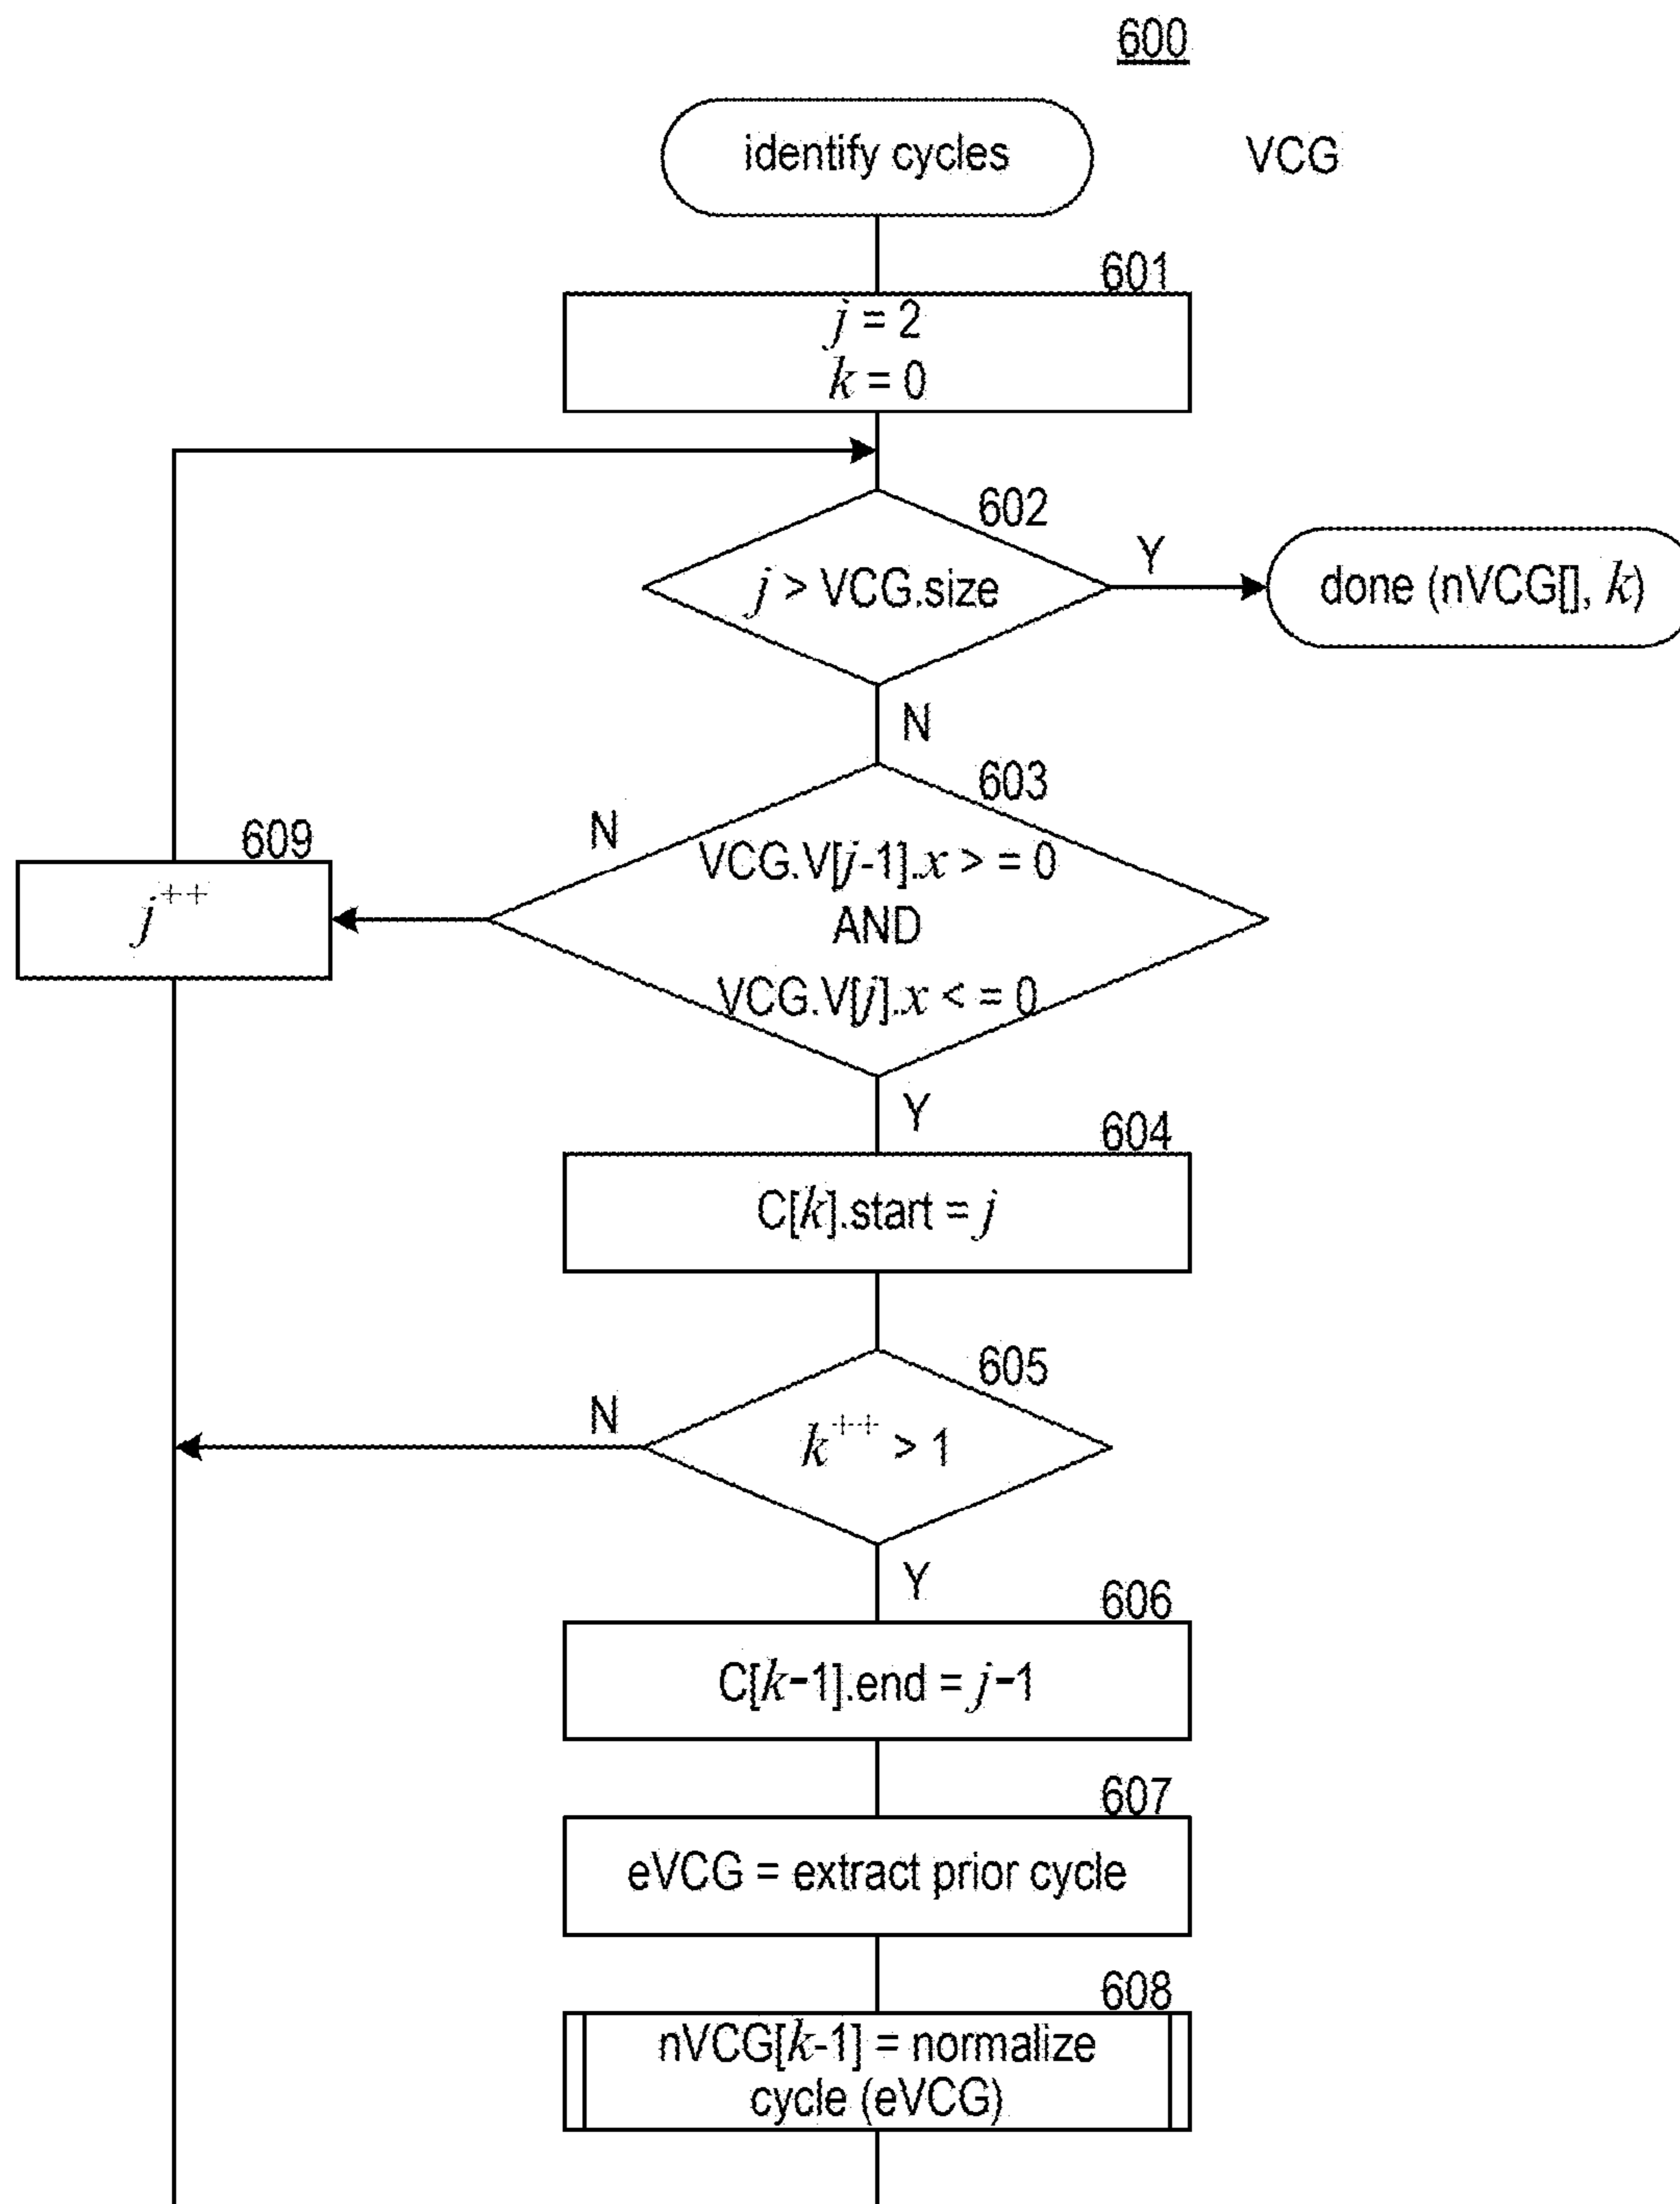 600
identify cycles
VCG
601
j = 2
k = 0
602
j > VCG.size
Y
done (nVCG[], k)
N
603
N
VCG.V[j-1].x > = 0
AND
VCG.V[j].x < = 0
609
j++
Y
604
C[k].start = j
605
N
k++ > 1
Y
606
C[k-1].end = j-1
607
eVCG = extract prior cycle
608
nVCG[k-1] = normalize
cycle (eVCG)